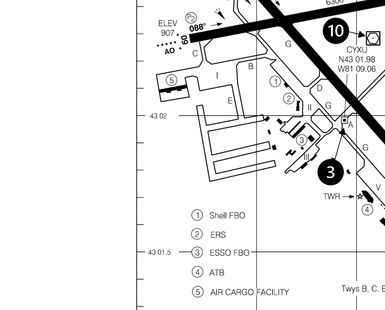 6300
ELEV
907
088°
09
AO
P2
10
CYXU
N43 01.98
W81 09.06
C
G
B
I
5
1
D
E
2
II
G
43 02
A
3
G
III
3
V
TWR
4
1 Shell FBO
2 ERS
43 01.5
3 ESSO FBO
4 ATB
5 AIR CARGO FACILITY
Twys B, C, E